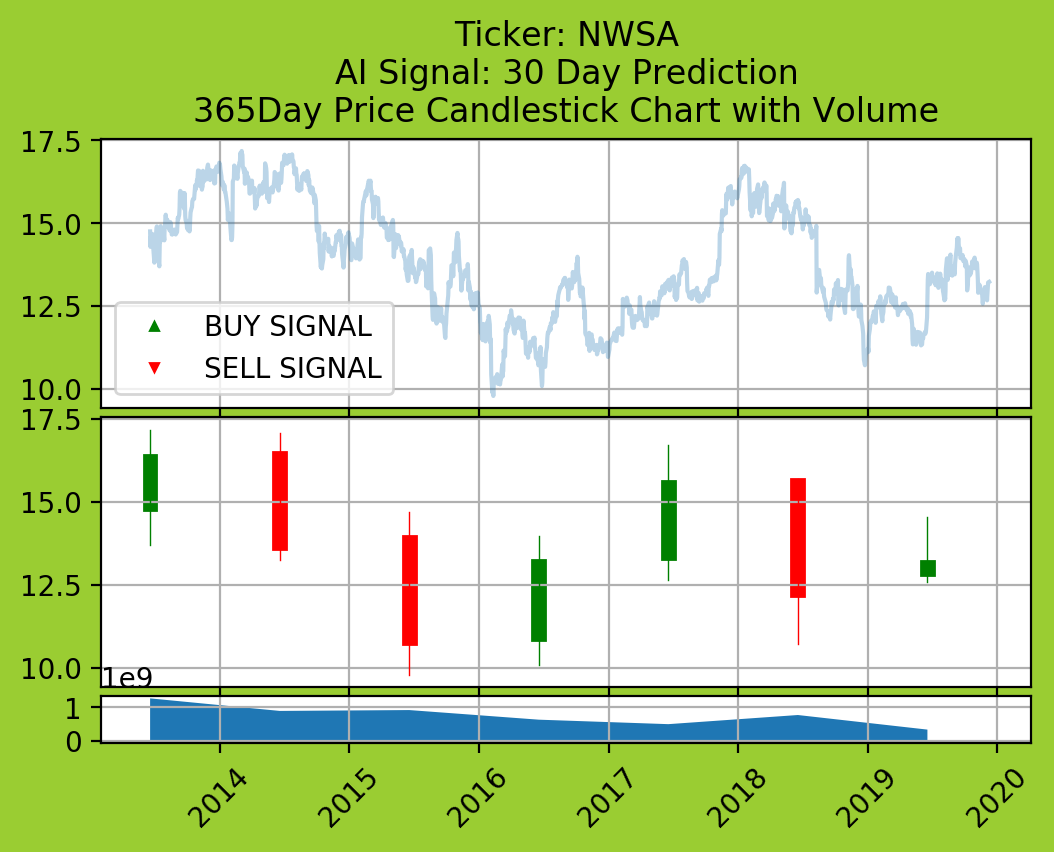 Ticker: NWSA
AI Signal: 30 Day Prediction
365Day Price Candlestick Chart with Volume
17.5
15.0
12.5
10.0
BUY SIGNAL
SELL SIGNAL
17.5
15.0
12.5
10.0
1e9
1
0
2014
2015
2016
2017
2018
2019
2020